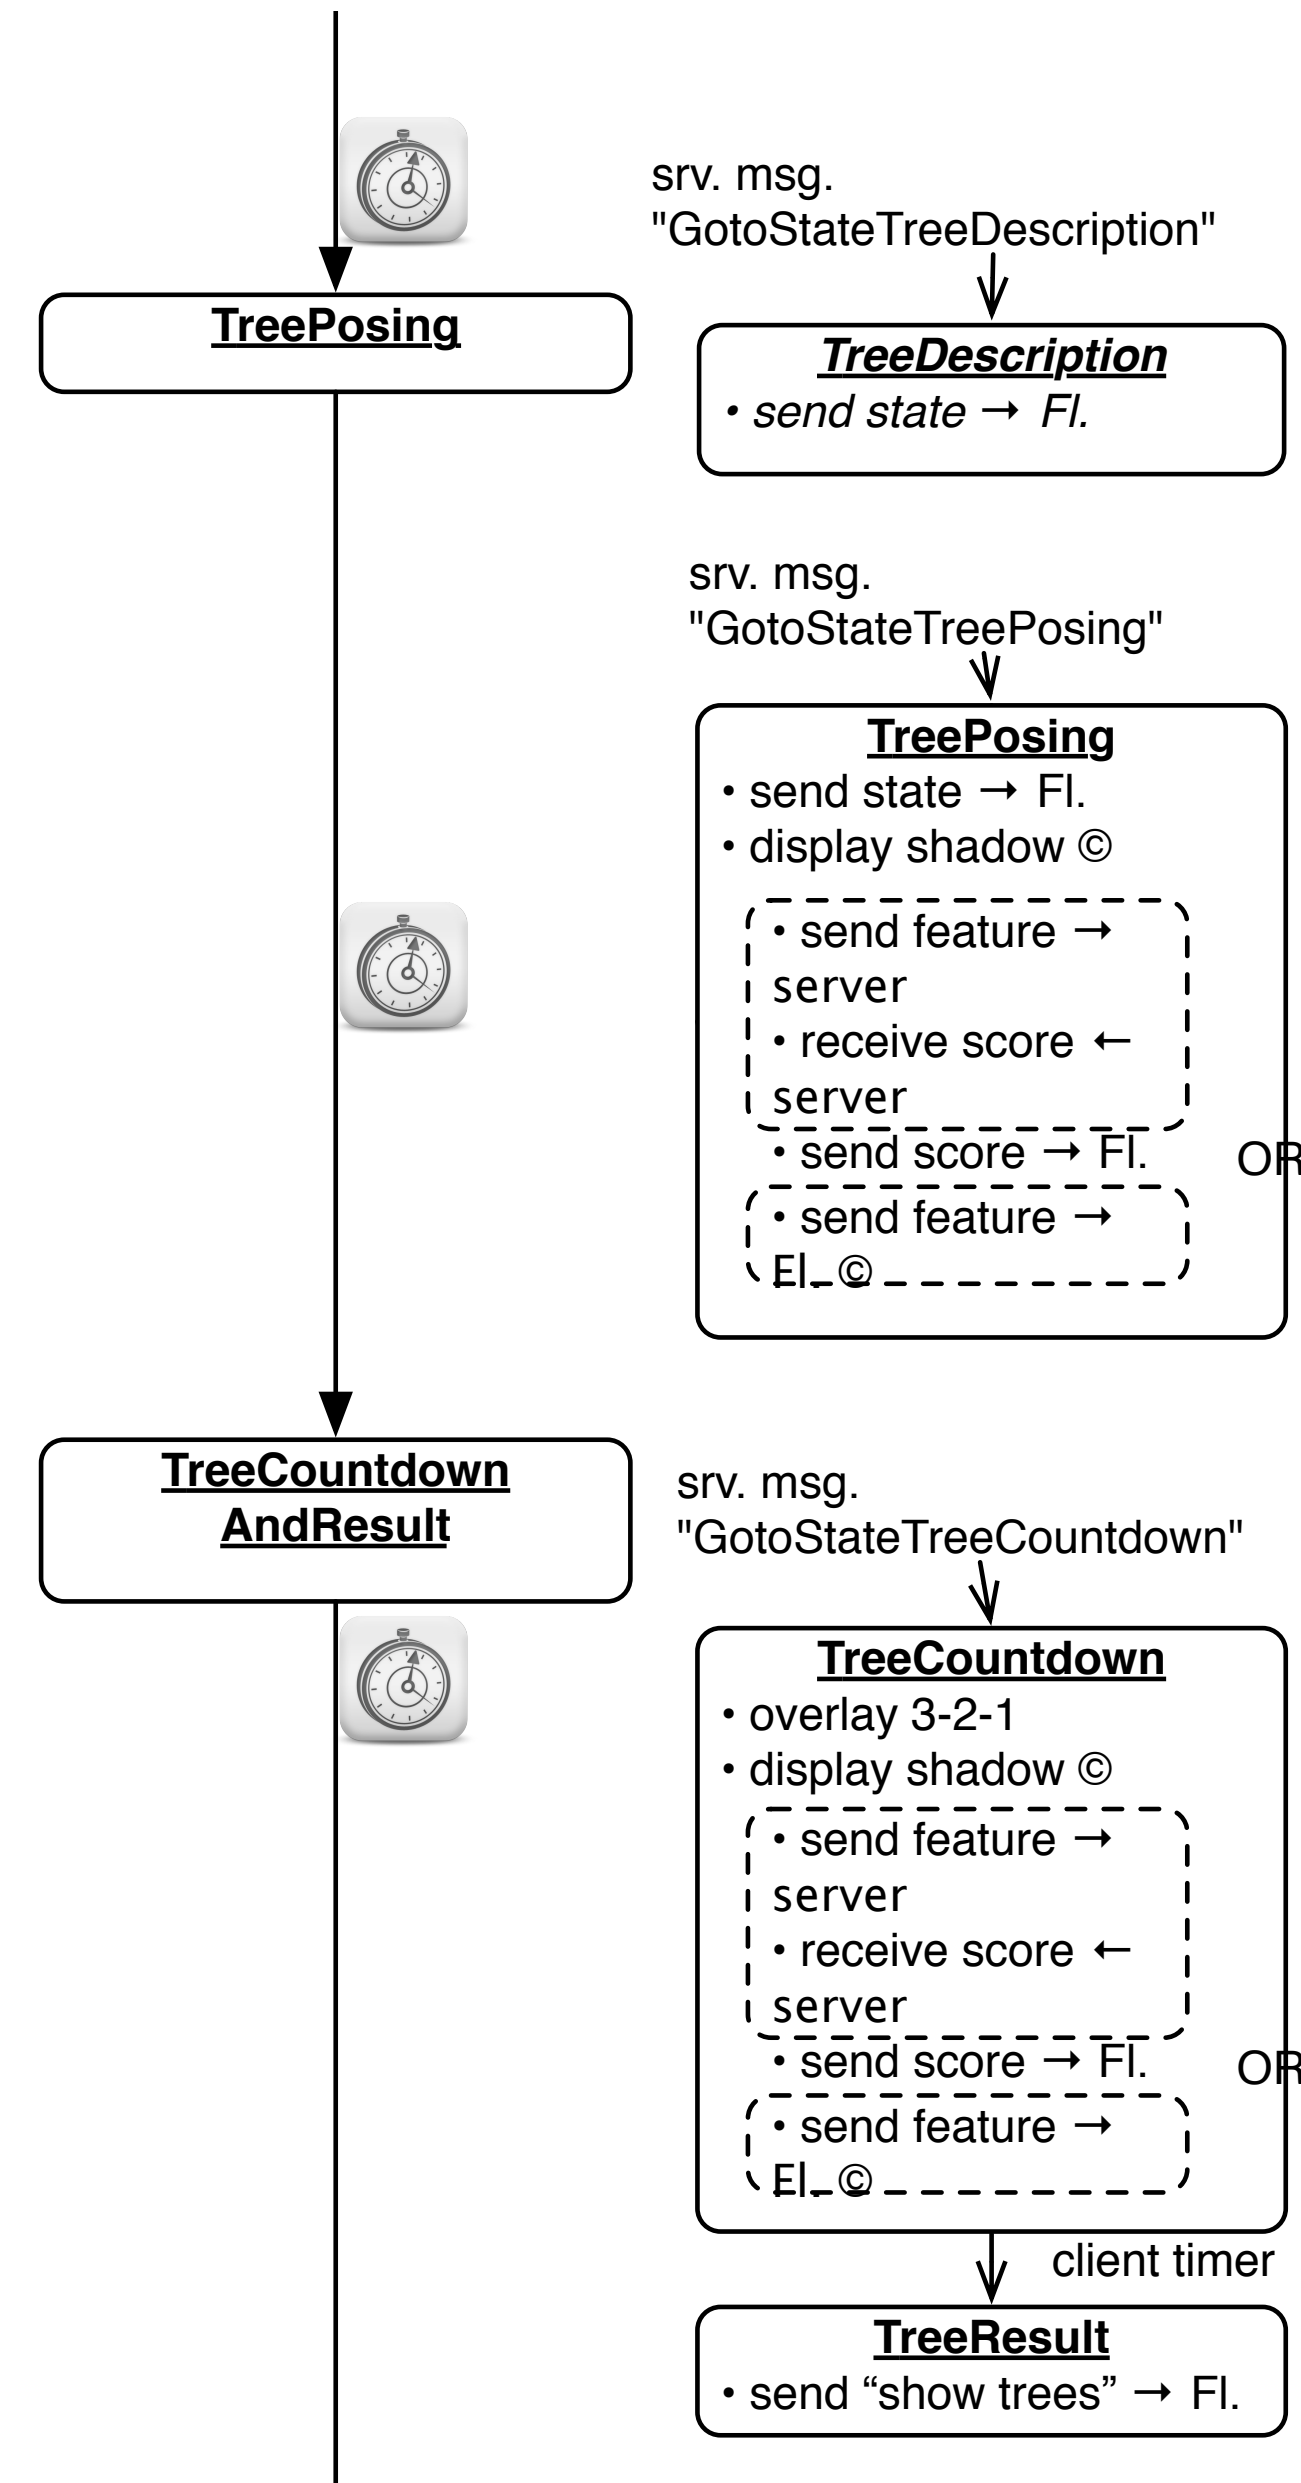 srv. msg.
"GotoStateTreeDescription"
TreePosing
TreeDescription
• send state → Fl.
srv. msg.
"GotoStateTreePosing"
TreePosing
• send state → Fl.
• display shadow ©
• send feature →
server
• receive score ←
server
• send score → Fl.
OR
• send feature →
Fl. ©
TreeCountdown
AndResult
srv. msg.
"GotoStateTreeCountdown"
TreeCountdown
• overlay 3-2-1
• display shadow ©
• send feature →
server
• receive score ←
server
• send score → Fl.
OR
• send feature →
Fl. ©
client timer
TreeResult
• send “show trees” → Fl.